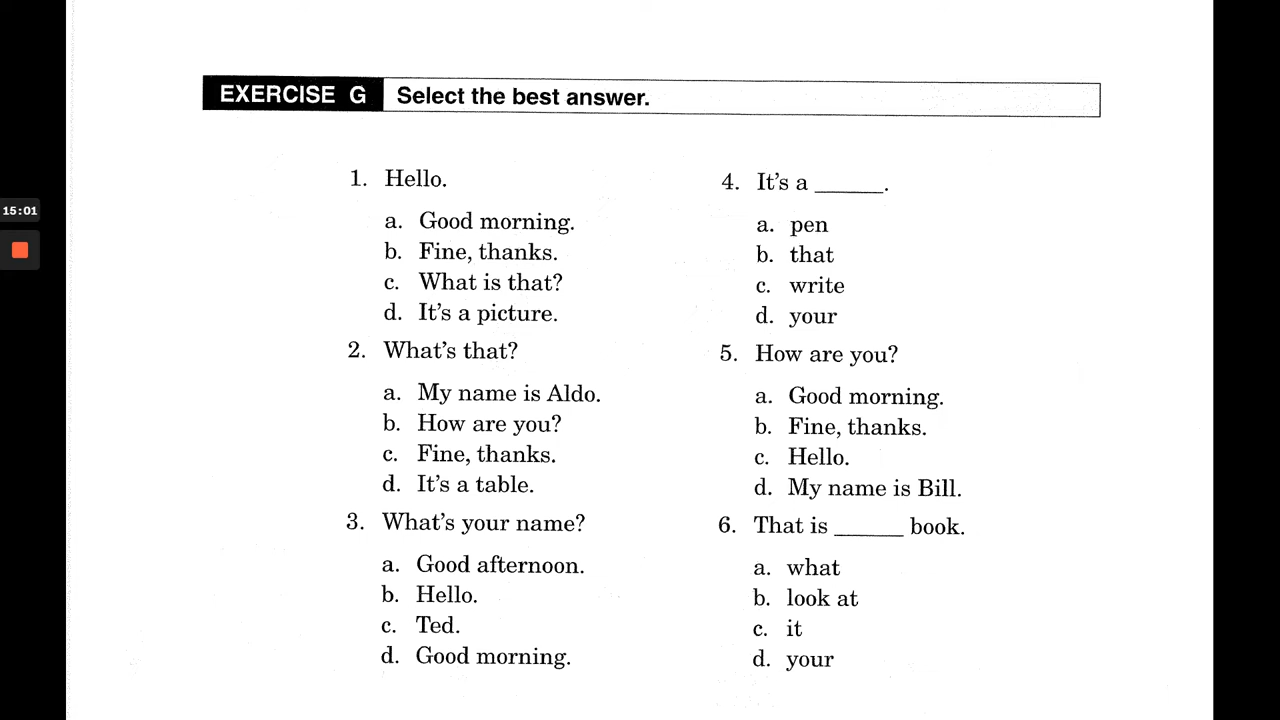 EXERCISE G Select the best answer.
15:01
1. Hello.
a. Good morning.
b. Fine, thanks.
c. What is that?
d. It's a picture.
2. What's that?
a. My name is Aldo.
b. How are you?
c. Fine, thanks.
d. It's a table.
3. What's your name?
a. Good afternoon.
b. Hello.
c. Ted.
d. Good morning.
4. It's a ______.
a. pen
b. that
c. write
d. your
5. How are you?
a. Good morning.
b. Fine, thanks.
c. Hello.
d. My name is Bill.
6. That is ______ book.
a. what
b. look at
c. it
d. your